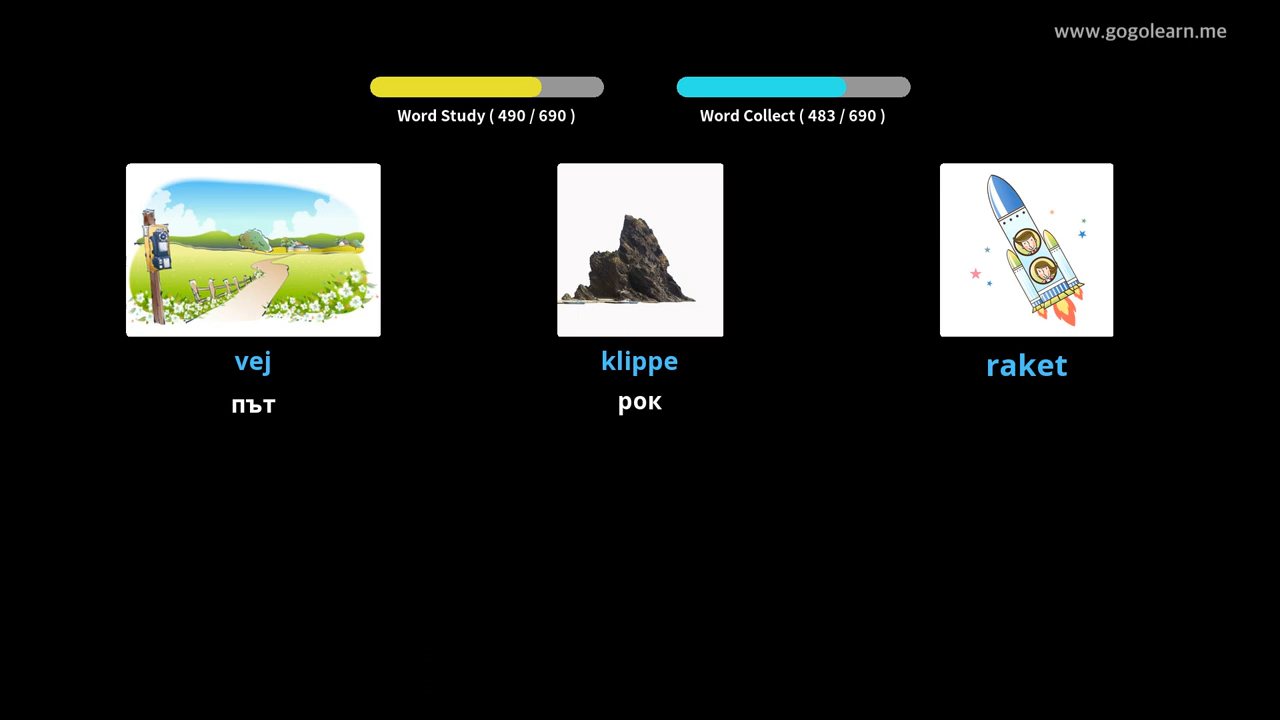 www.gogolearn.me
Word Study ( 490 / 690 )
Word Collect ( 483 / 690 )
vej
klippe
raket
път
рок